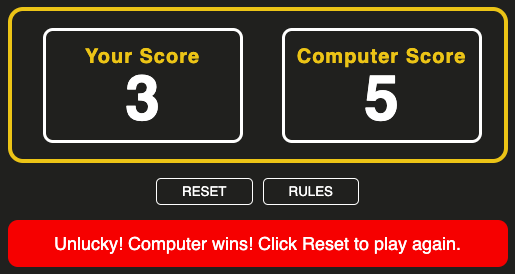 Your Score
3
Computer Score
5
RESET
RULES
Unlucky! Computer wins! Click Reset to play again.